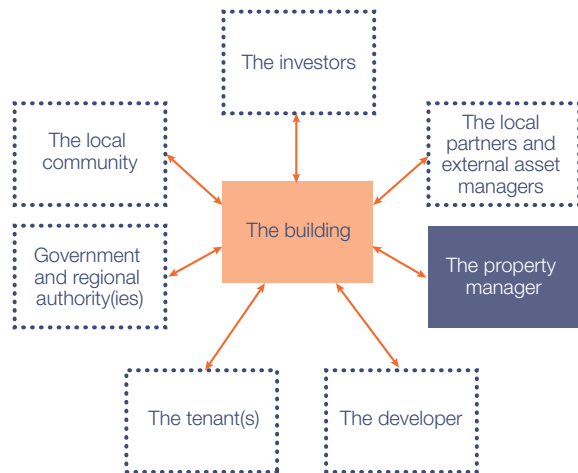 The investors
The local
community
The local
partners and
external asset
managers
The building
Government
and regional
authority(ies)
The property
manager
The tenant(s)
The developer